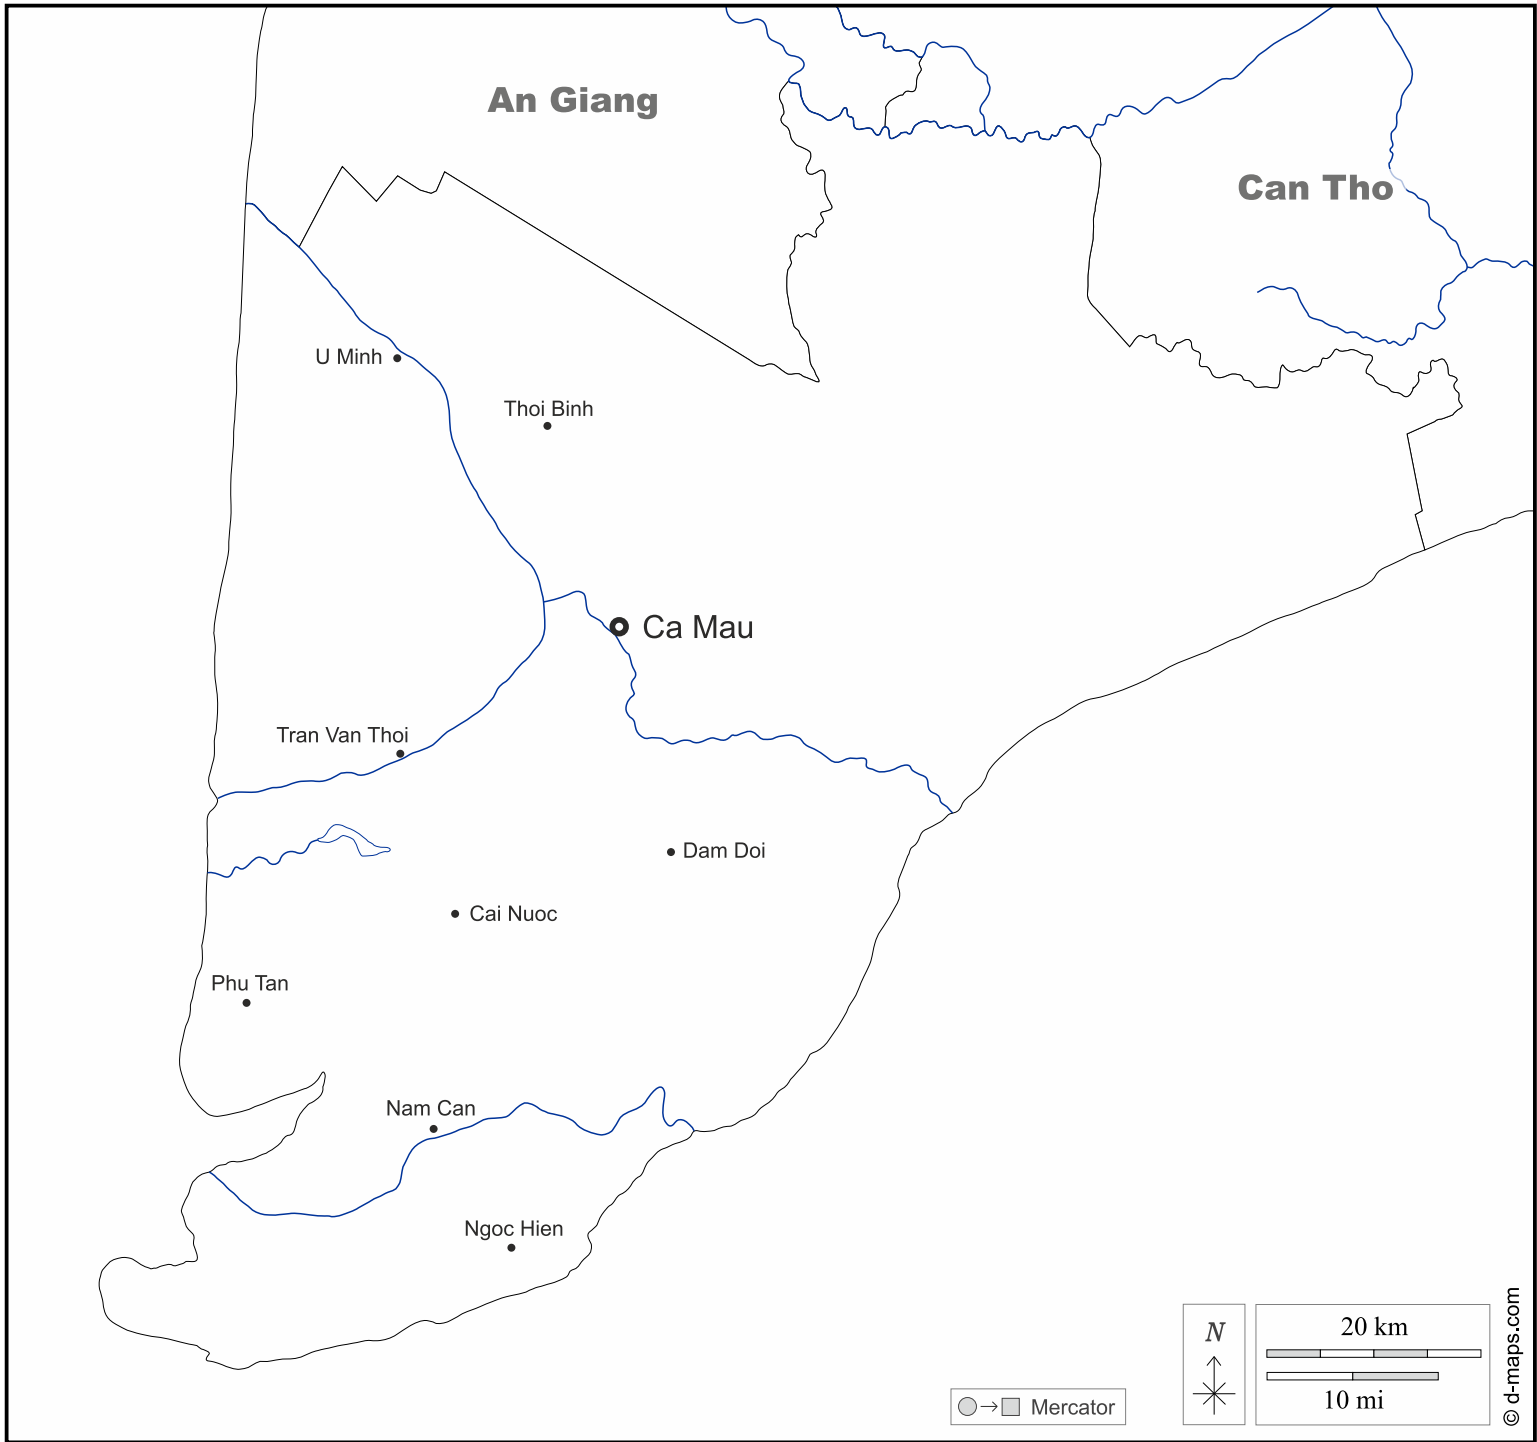 An Giang
Can Tho
U Minh
Thoi Binh
Ca Mau
Tran Van Thoi
Dam Doi
Cai Nuoc
Phu Tan
Nam Can
Ngoc Hien
N
20 km
10 mi
Mercator
© d-maps.com